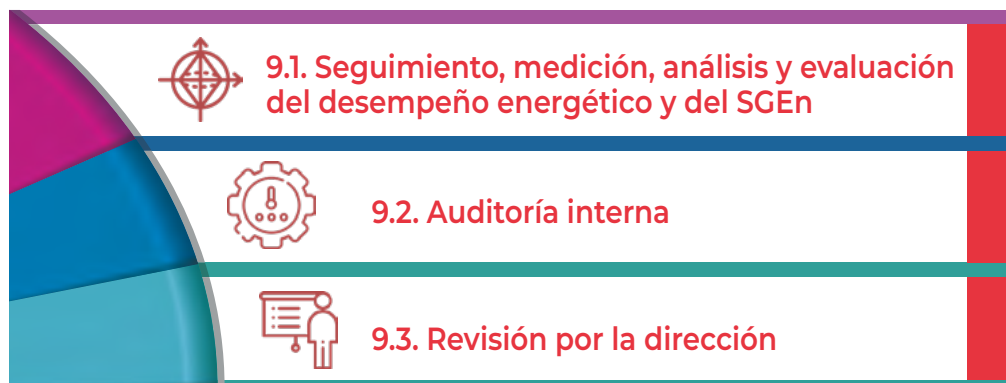 9.1. Seguimiento, medición, análisis y evaluación
del desempeño energético y del SGEn
9.2. Auditoría interna
9.3. Revisión por la dirección